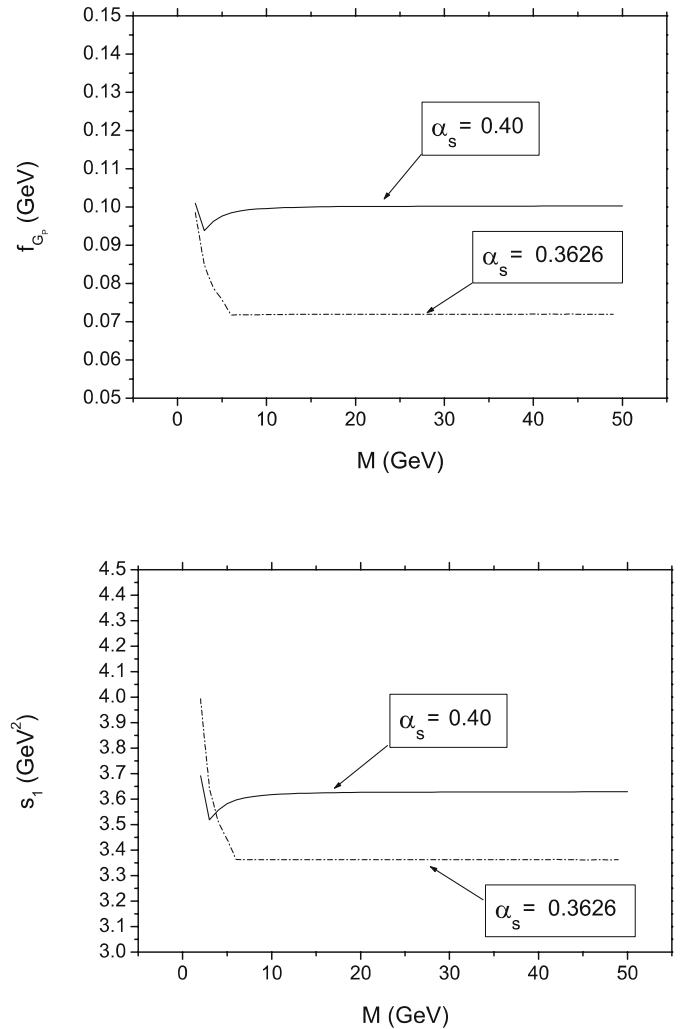 0.15
0.14
0.13
0.12
0.11
0.10
0.09
0.08
0.07
0.06
0.05
f_{G_P} (GeV)
α_s = 0.40
α_s = 0.3626
0 10 20 30 40 50
M (GeV)
4.5
4.4
4.3
4.2
4.1
4.0
3.9
3.8
3.7
3.6
3.5
3.4
3.3
3.2
3.1
3.0
s_1 (GeV^2)
α_s = 0.40
α_s = 0.3626
0 10 20 30 40 50
M (GeV)